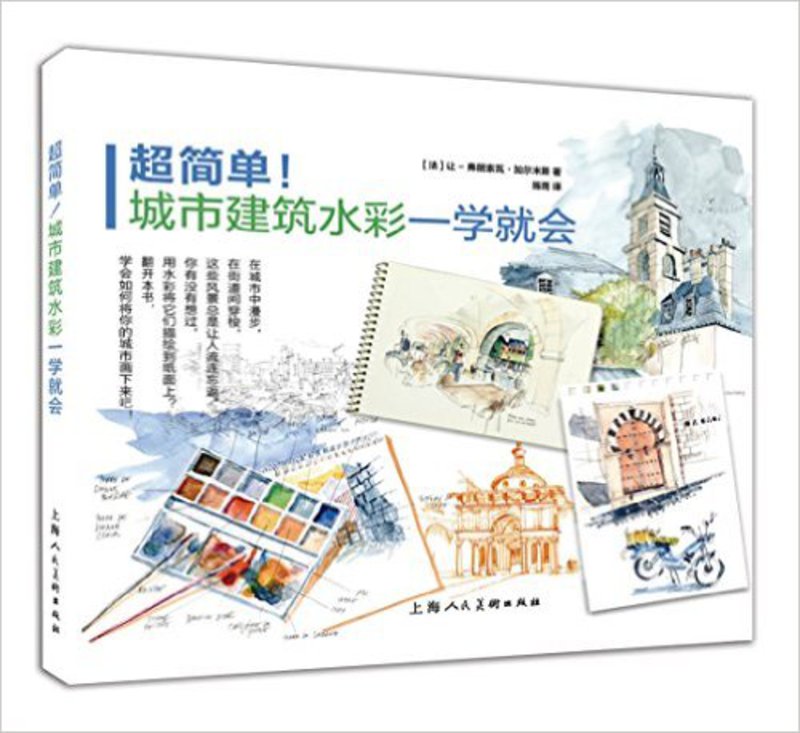 超简单！城市建筑水彩一学就会
上海人民美术出版社
超简单！
城市建筑水彩一学就会
[法]让－弗朗索瓦·加尔米斯 著
译
在城市中漫步，
在街道间穿梭，
这些风景总是让人流连忘返。
你有没有想过，
用水彩将它们描绘到纸面上？
翻开本书，
学会如何将你的城市画下来吧！
上海人民美术出版社